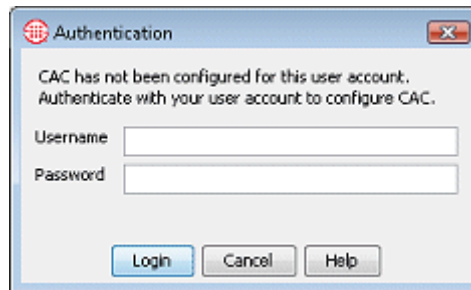 Authentication
CAC has not been configured for this user account.
Authenticate with your user account to configure CAC.
Username
Password
Login Cancel Help